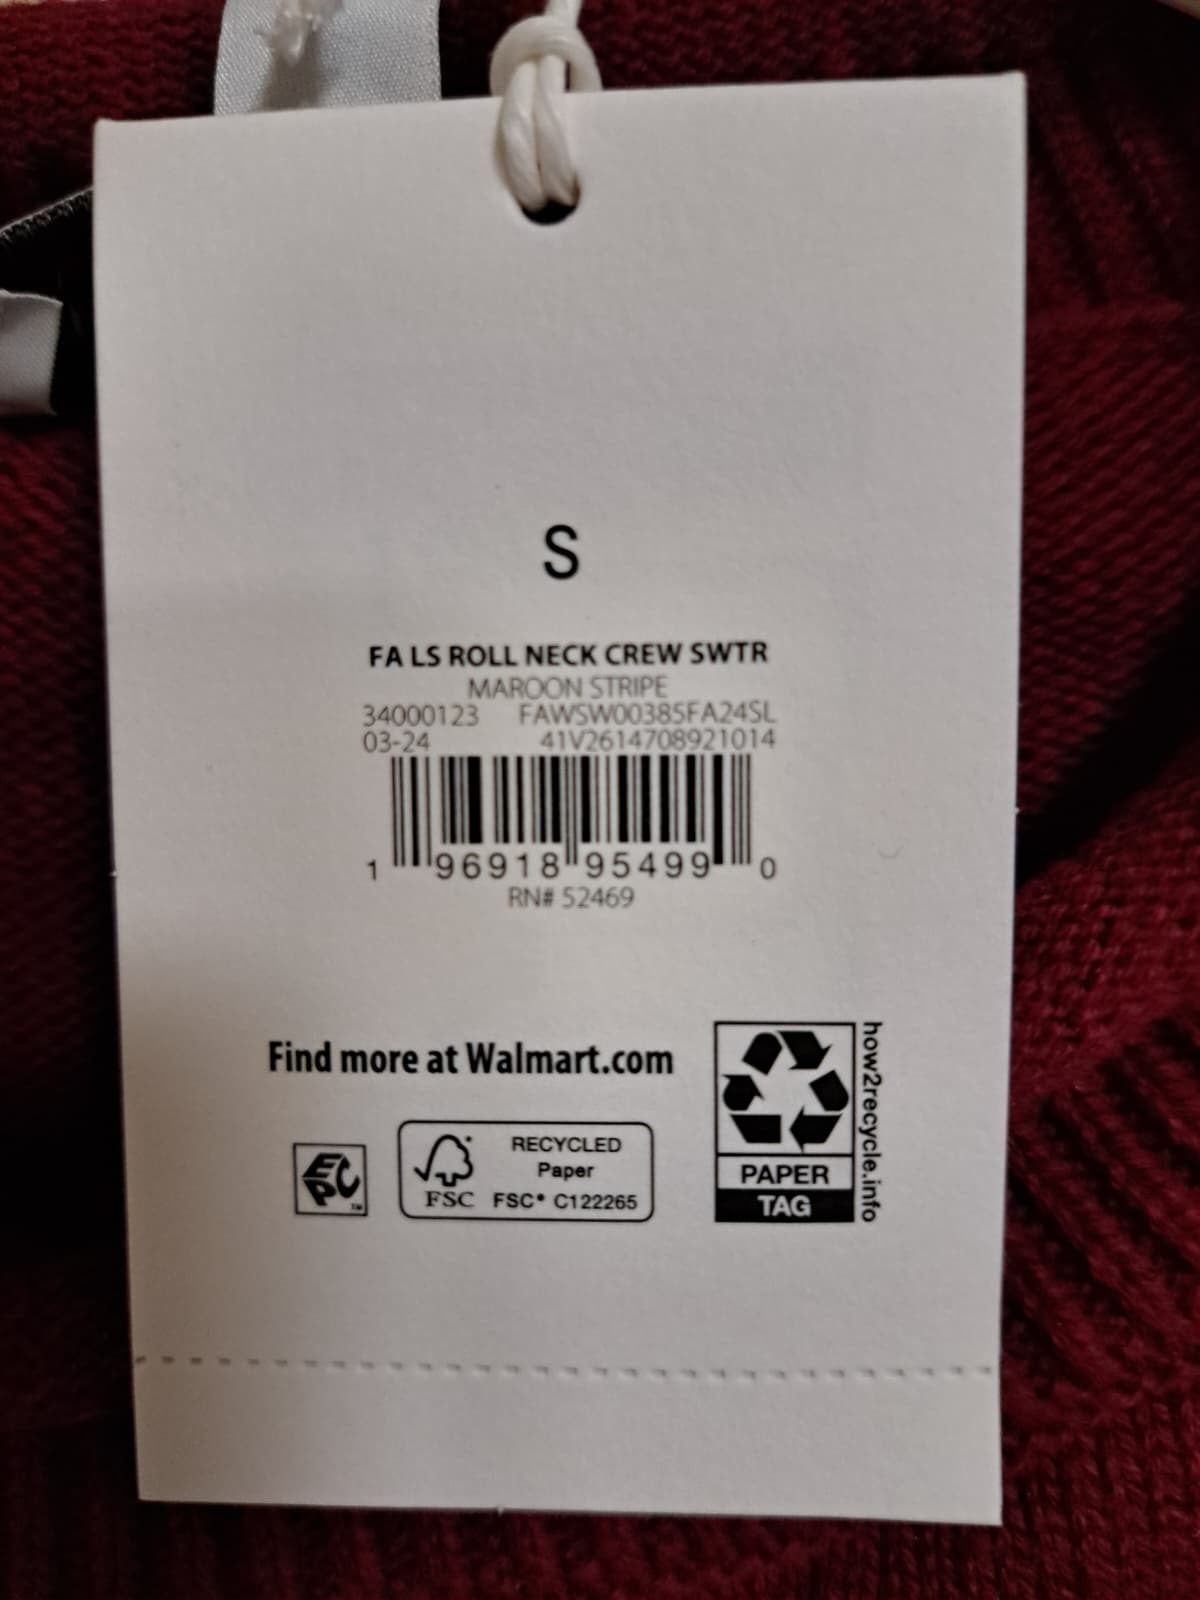 S
FA LS ROLL NECK CREW SWTR
MAROON STRIPE
34000123 FAWSW00385FA24SL
03-24 41V2614708921014
1 96918 95499 0
RN# 52469
Find more at Walmart.com
EPC™
FSC
RECYCLED
Paper
FSC® C122265
PAPER
TAG
how2recycle.info